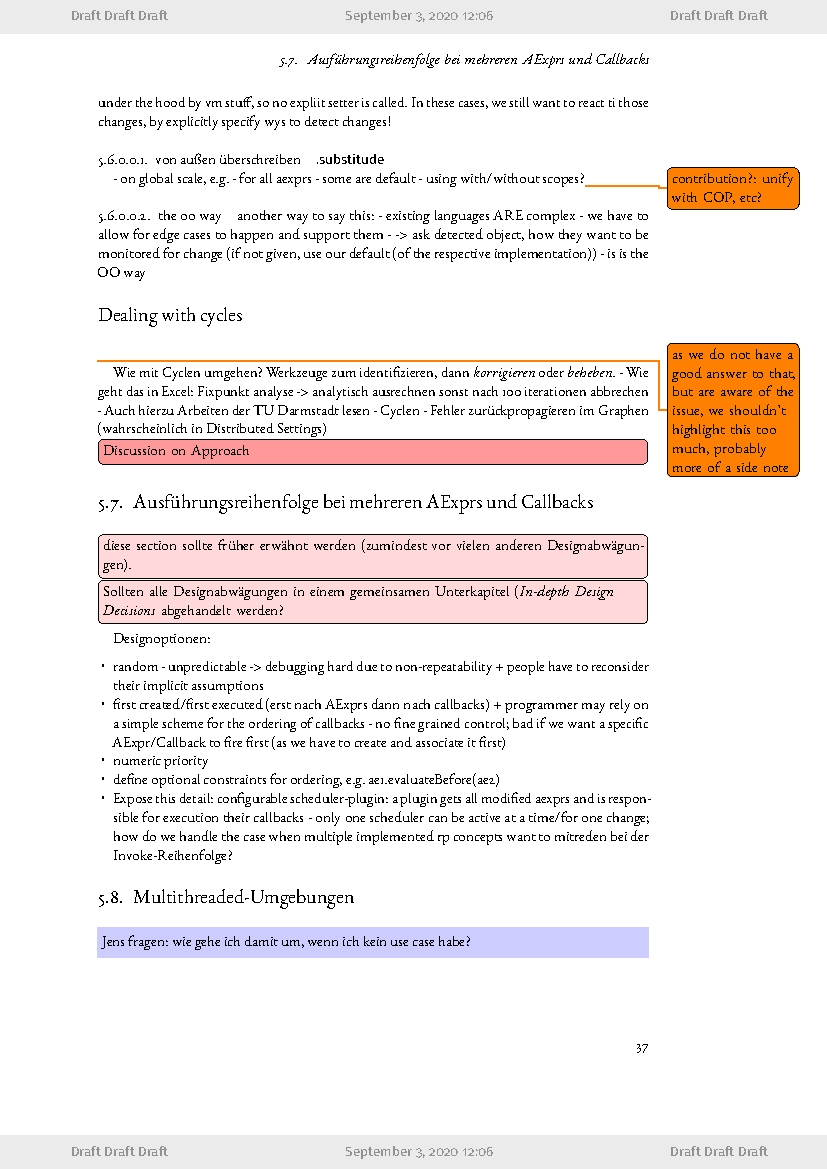 Draft Draft Draft September 3, 2020 12:06 Draft Draft Draft
5.7. Ausführungsreihenfolge bei mehreren AExprs und Callbacks
under the hood by vm stuff, so no expliit setter is called. In these cases, we still want to react ti those
changes, by explicitly specify wys to detect changes!
5.6.0.0.1. von außen überschreiben .substitude
- on global scale, e.g. - for all aexprs - some are default - using with/without scopes?
contribution?: unify
with COP, etc?
5.6.0.0.2. the oo way another way to say this: - existing languages ARE complex - we have to
allow for edge cases to happen and support them - -> ask detected object, how they want to be
monitored for change (if not given, use our default (of the respective implementation)) - is is the
OO way
Dealing with cycles
Wie mit Cyclen umgehen? Werkzeuge zum identifizieren, dann korrigieren oder beheben. - Wie
geht das in Excel: Fixpunkt analyse -> analytisch ausrechnen sonst nach 100 iterationen abbrechen
- Auch hierzu Arbeiten der TU Darmstadt lesen - Cyclen - Fehler zurückpropagieren im Graphen
(wahrscheinlich in Distributed Settings)
as we do not have a
good answer to that,
but are aware of the
issue, we shouldn't
highlight this too
much, probably
more of a side note
Discussion on Approach
5.7. Ausführungsreihenfolge bei mehreren AExprs und Callbacks
diese section sollte früher erwähnt werden (zumindest vor vielen anderen Designabwägun-
gen).
Sollten alle Designabwägungen in einem gemeinsamen Unterkapitel (In-depth Design
Decisions abgehandelt werden?
Designoptionen:
• random - unpredictable -> debugging hard due to non-repeatability + people have to reconsider
their implicit assumptions
• first created/first executed (erst nach AExprs dann nach callbacks) + programmer may rely on
a simple scheme for the ordering of callbacks - no fine grained control; bad if we want a specific
AExpr/Callback to fire first (as we have to create and associate it first)
• numeric priority
• define optional constraints for ordering, e.g. ae1.evaluateBefore(ae2)
• Expose this detail: configurable scheduler-plugin: a plugin gets all modified aexprs and is respon-
sible for execution their callbacks - only one scheduler can be active at a time/for one change;
how do we handle the case when multiple implemented rp concepts want to mitreden bei der
Invoke-Reihenfolge?
5.8. Multithreaded-Umgebungen
Jens fragen: wie gehe ich damit um, wenn ich kein use case habe?
37
Draft Draft Draft September 3, 2020 12:06 Draft Draft Draft